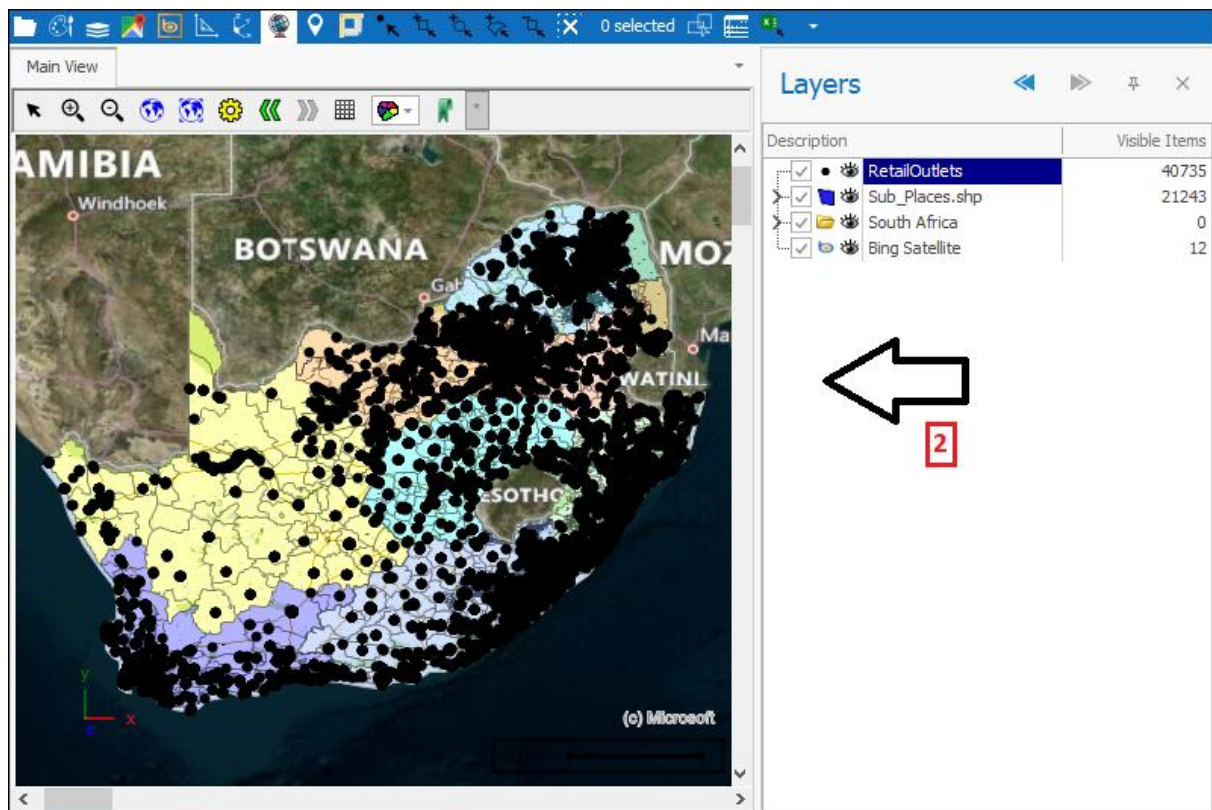 0 selected
Main View
Layers
Description Visible Items
RetailOutlets 40735
Sub_Places.shp 21243
South Africa 0
Bing Satellite 12
AMIBIA
Windhoek
BOTSWANA
MOZ
Gab
Ma
WATINI
2
ESOTHO
y
x
z
(c) Microsoft